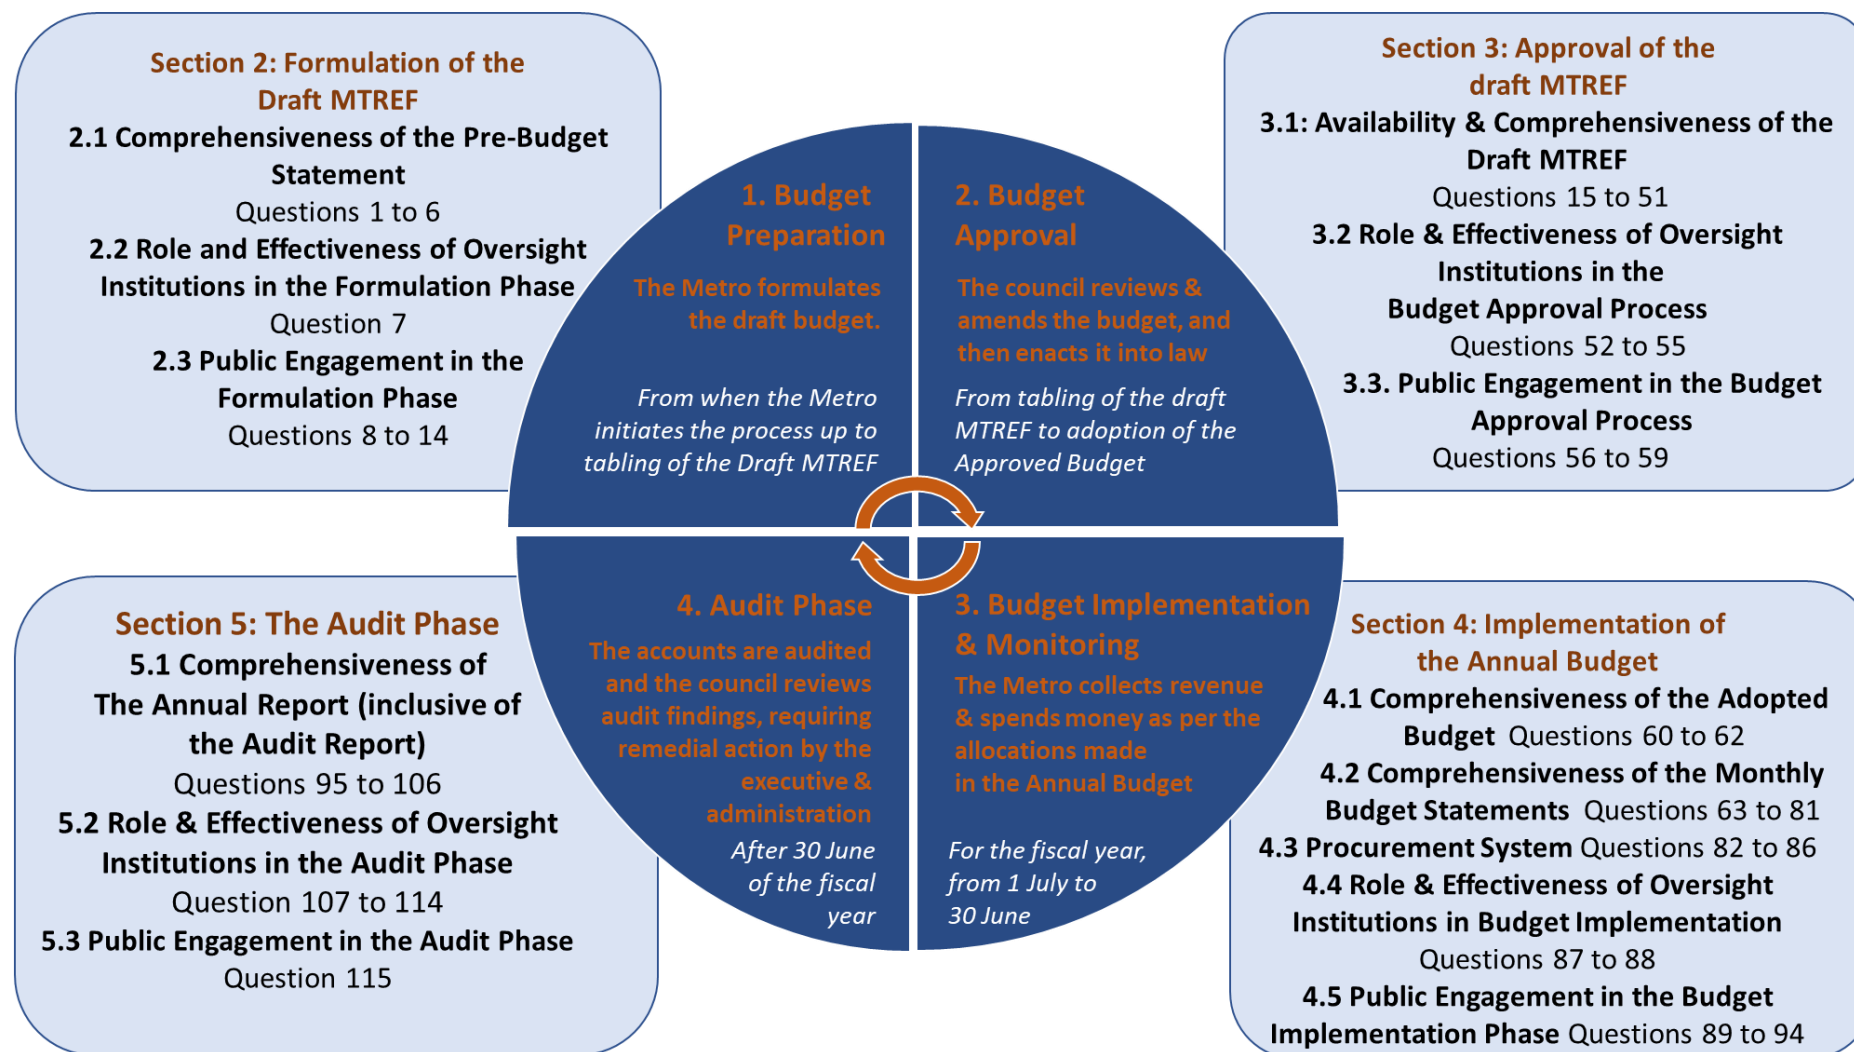 Section 2: Formulation of the
Draft MTREF
2.1 Comprehensiveness of the Pre-Budget
Statement
Questions 1 to 6
2.2 Role and Effectiveness of Oversight
Institutions in the Formulation Phase
Question 7
2.3 Public Engagement in the
Formulation Phase
Questions 8 to 14
1. Budget
Preparation
The Metro formulates
the draft budget.
From when the Metro
initiates the process up to
tabling of the Draft MTREF
2. Budget
Approval
The council reviews &
amends the budget, and
then enacts it into law
From tabling of the draft
MTREF to adoption of the
Approved Budget
Section 3: Approval of the
draft MTREF
3.1: Availability & Comprehensiveness of the
Draft MTREF
Questions 15 to 51
3.2 Role & Effectiveness of Oversight
Institutions in the
Budget Approval Process
Questions 52 to 55
3.3. Public Engagement in the Budget
Approval Process
Questions 56 to 59
Section 5: The Audit Phase
5.1 Comprehensiveness of
The Annual Report (inclusive of
the Audit Report)
Questions 95 to 106
5.2 Role & Effectiveness of Oversight
Institutions in the Audit Phase
Question 107 to 114
5.3 Public Engagement in the Audit Phase
Question 115
4. Audit Phase
The accounts are audited
and the council reviews
audit findings, requiring
remedial action by the
executive &
administration
After 30 June
of the fiscal
year
3. Budget Implementation
& Monitoring
The Metro collects revenue
& spends money as per the
allocations made
in the Annual Budget
For the fiscal year,
from 1 July to
30 June
Section 4: Implementation of
the Annual Budget
4.1 Comprehensiveness of the Adopted
Budget Questions 60 to 62
4.2 Comprehensiveness of the Monthly
Budget Statements Questions 63 to 81
4.3 Procurement System Questions 82 to 86
4.4 Role & Effectiveness of Oversight
Institutions in Budget Implementation
Questions 87 to 88
4.5 Public Engagement in the Budget
Implementation Phase Questions 89 to 94